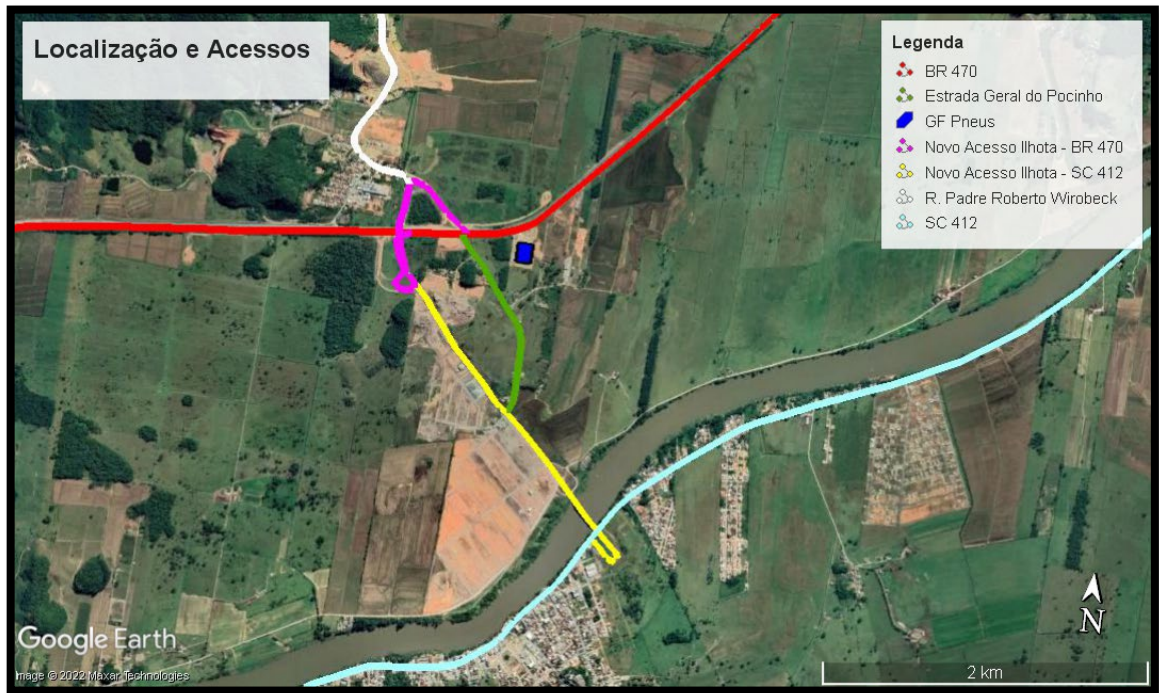 Localização e Acessos
Legenda
BR 470
Estrada Geral do Pocinho
GF Pneus
Novo Acesso Ilhota - BR 470
Novo Acesso Ilhota - SC 412
R. Padre Roberto Wirobeck
SC 412
Google Earth
Image © 2022 Maxar Technologies
N
2 km